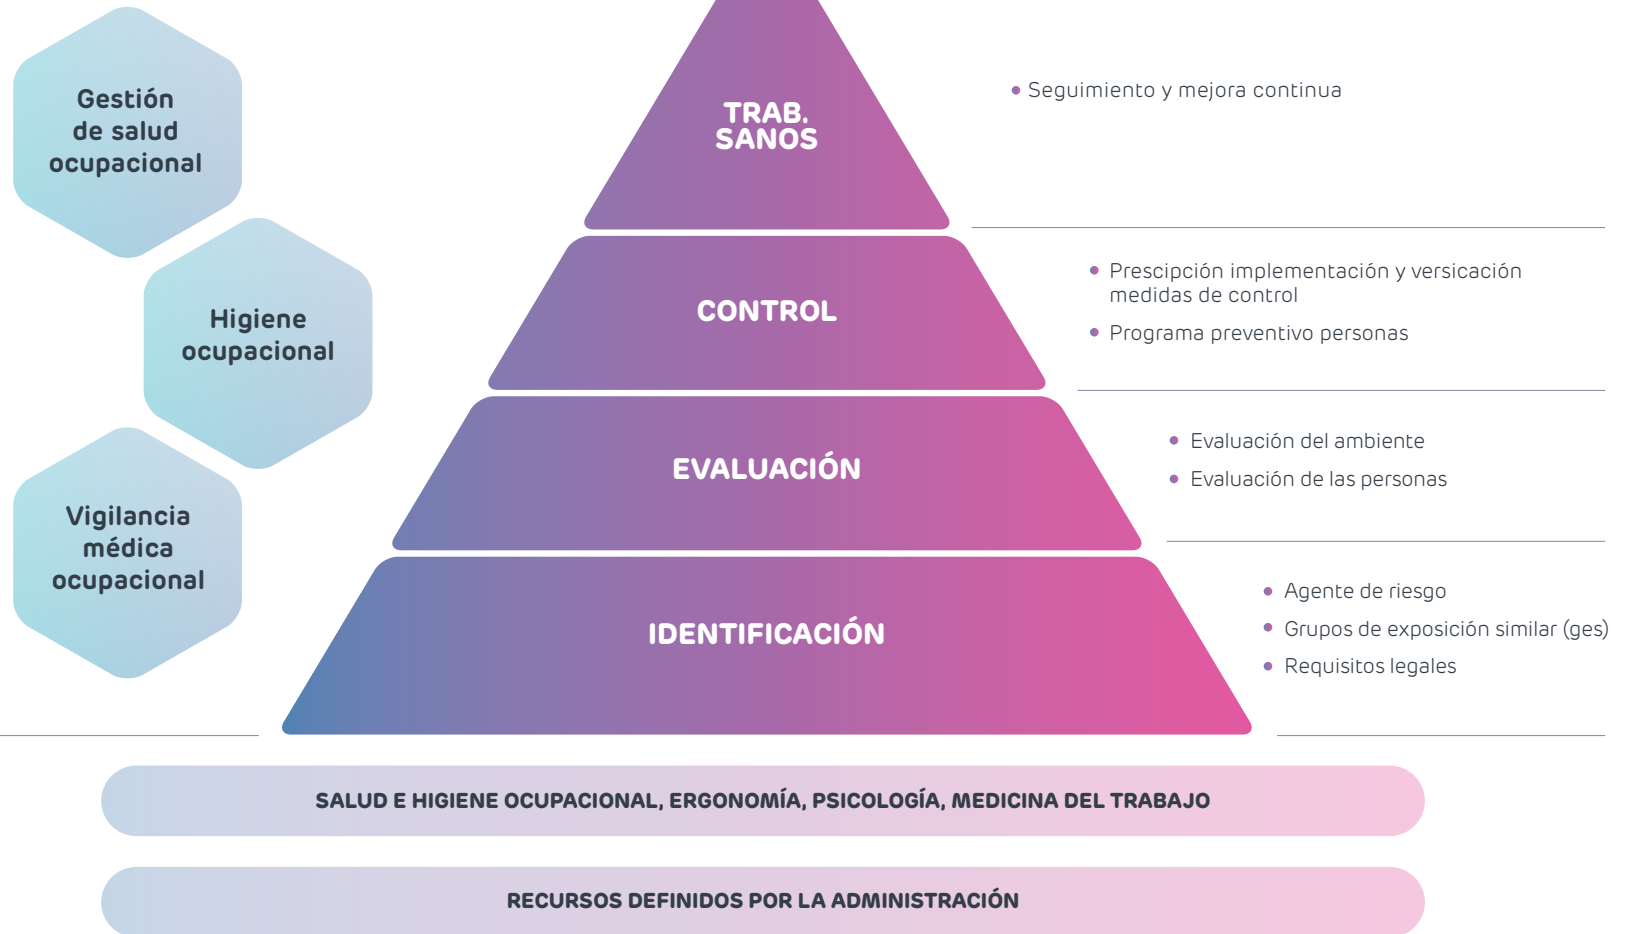 Gestión
de salud
ocupacional
Higiene
ocupacional
Vigilancia
médica
ocupacional
TRAB.
SANOS
• Seguimiento y mejora continua
CONTROL
• Prescipción implementación y versicación
medidas de control
• Programa preventivo personas
EVALUACIÓN
• Evaluación del ambiente
• Evaluación de las personas
IDENTIFICACIÓN
• Agente de riesgo
• Grupos de exposición similar (ges)
• Requisitos legales
SALUD E HIGIENE OCUPACIONAL, ERGONOMÍA, PSICOLOGÍA, MEDICINA DEL TRABAJO
RECURSOS DEFINIDOS POR LA ADMINISTRACIÓN